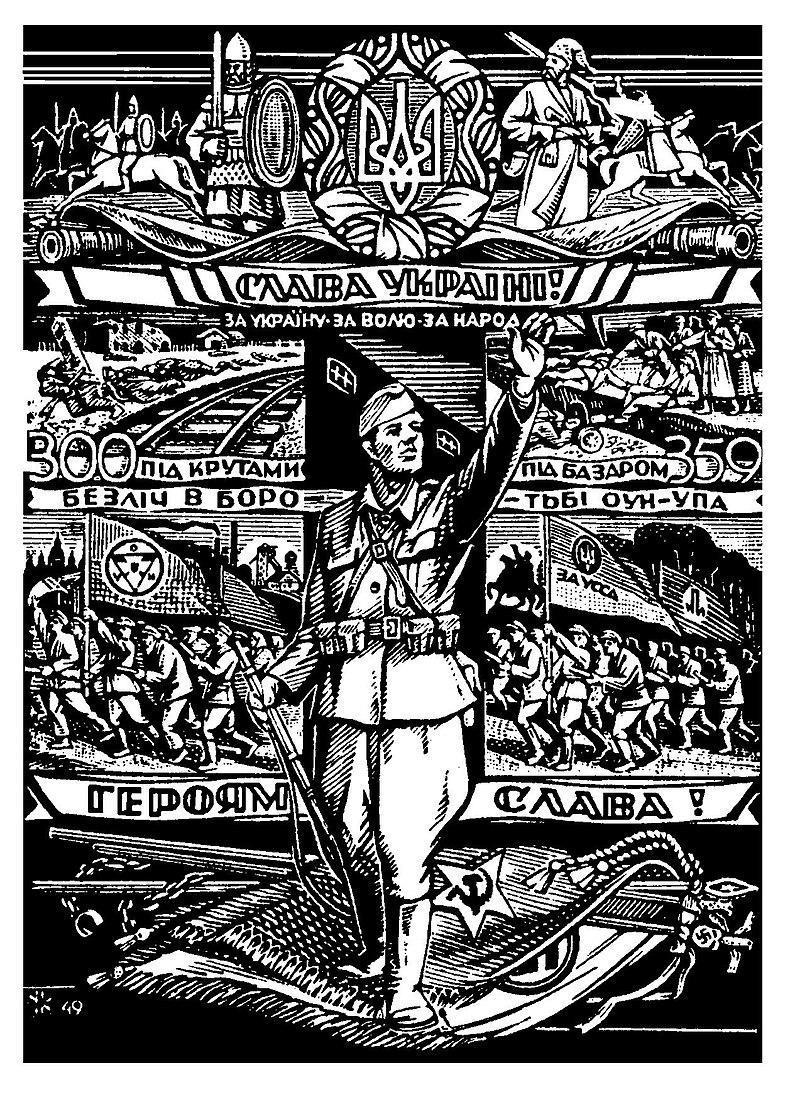 СЛАВА УКРАЇНІ!
ЗА УКРАЇНУ·ЗА ВОЛЮ·ЗА НАРОД
300 ПІД КРУТАМИ
ПІД БАЗАРОМ 359
БЕЗЛІЧ В БОРО-
-ТЬБІ ОУН-УПА
ЗА УССД
ГЕРОЯМ
СЛАВА!
49